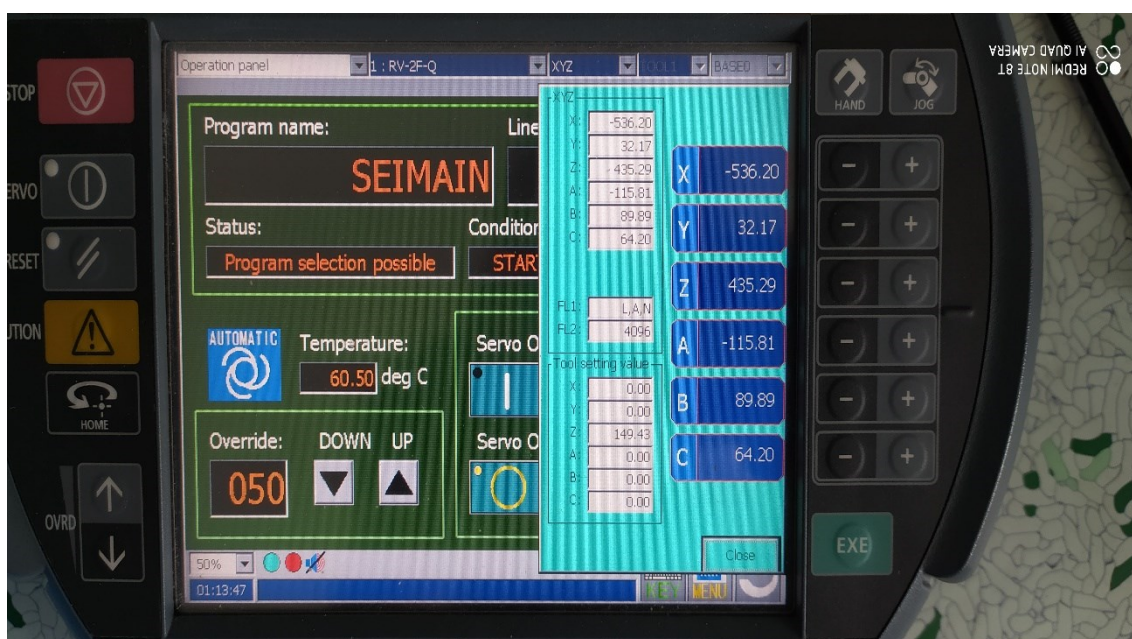 REDMI NOTE 8T
AI QUAD CAMERA
Operation panel
1 : RV-2F-Q
XYZ
TOOL1
BASE0
STOP
HAND
JOG
Program name:
Line
SEIMAIN
Status:
Condition
Program selection possible
START
XYZ
X: -536.20
Y: 32.17
Z: 435.29
A: -115.81
B: 89.89
C: 64.20
FL1: L,A,N
FL2: 4096
Tool setting value
X: 0.00
Y: 0.00
Z: 149.43
A: 0.00
B: 0.00
C: 0.00
X -536.20
Y 32.17
Z 435.29
A -115.81
B 89.89
C 64.20
Close
ERVO
RESET
UTION
HOME
OVRD
AUTOMATIC
Temperature:
60.50 deg C
Servo O
Override:
DOWN UP
Servo O
050
50%
01:13:47
KEY
MENU
EXE
- +
- +
- +
- +
- +
- +